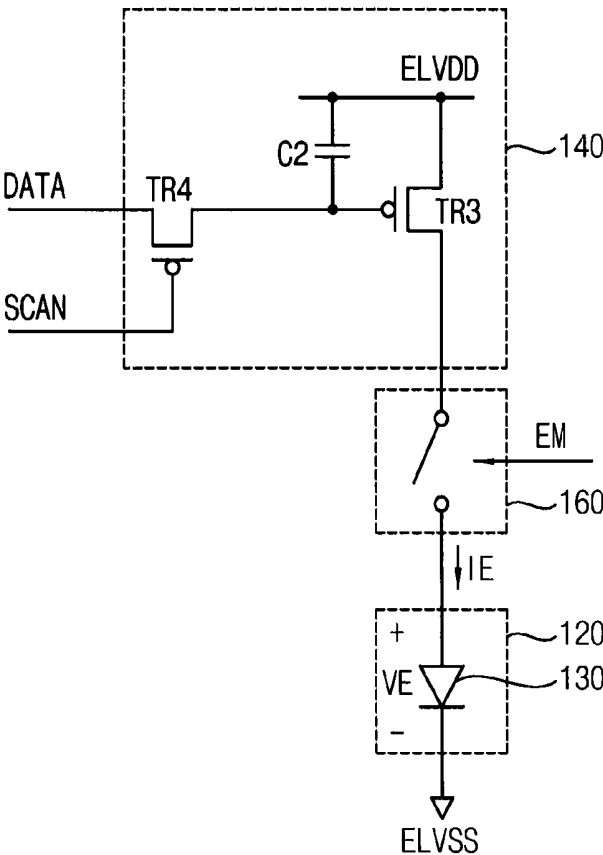 ELVDD
C2
140
DATA
TR4
TR3
SCAN
EM
160
IE
+
120
VE
130
-
ELVSS